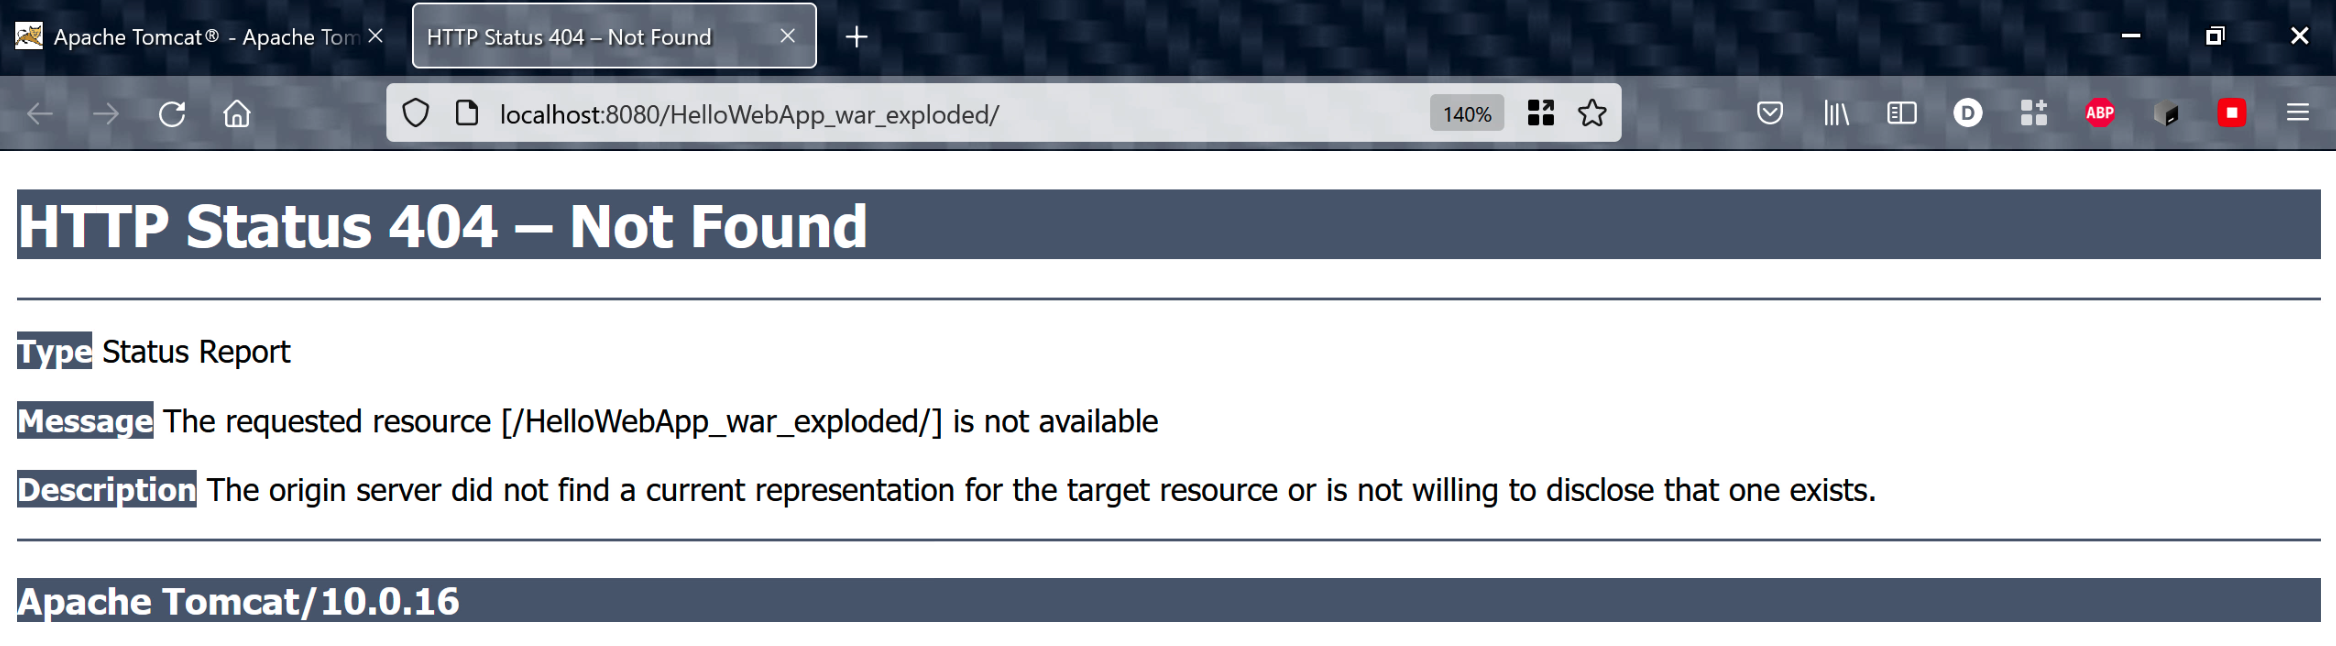 Apache Tomcat® - Apache Tom
HTTP Status 404 – Not Found
localhost:8080/HelloWebApp_war_exploded/
140%
D
ABP
HTTP Status 404 – Not Found
Type Status Report
Message The requested resource [/HelloWebApp_war_exploded/] is not available
Description The origin server did not find a current representation for the target resource or is not willing to disclose that one exists.
Apache Tomcat/10.0.16